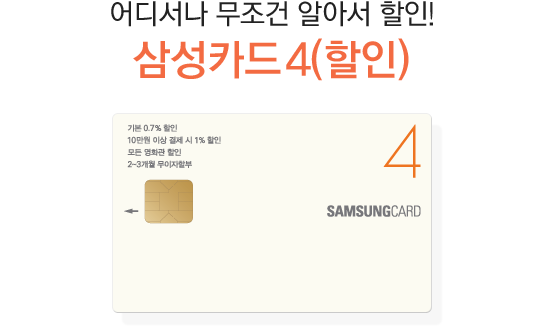 어디서나 무조건 알아서 할인!
삼성카드 4(할인)
기본 0.7% 할인
10만원 이상 결제 시 1% 할인
모든 영화관 할인
2~3개월 무이자할부
4
SAMSUNGCARD